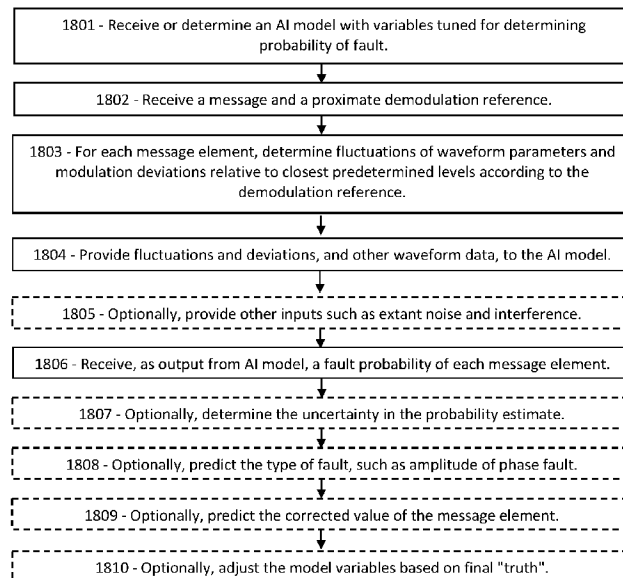 1801 - Receive or determine an AI model with variables tuned for determining
probability of fault.
1802 - Receive a message and a proximate demodulation reference.
1803 - For each message element, determine fluctuations of waveform parameters and
modulation deviations relative to closest predetermined levels according to the
demodulation reference.
1804 - Provide fluctuations and deviations, and other waveform data, to the AI model.
1805 - Optionally, provide other inputs such as extant noise and interference.
1806 - Receive, as output from AI model, a fault probability of each message element.
1807 - Optionally, determine the uncertainty in the probability estimate.
1808 - Optionally, predict the type of fault, such as amplitude of phase fault.
1809 - Optionally, predict the corrected value of the message element.
1810 - Optionally, adjust the model variables based on final "truth".